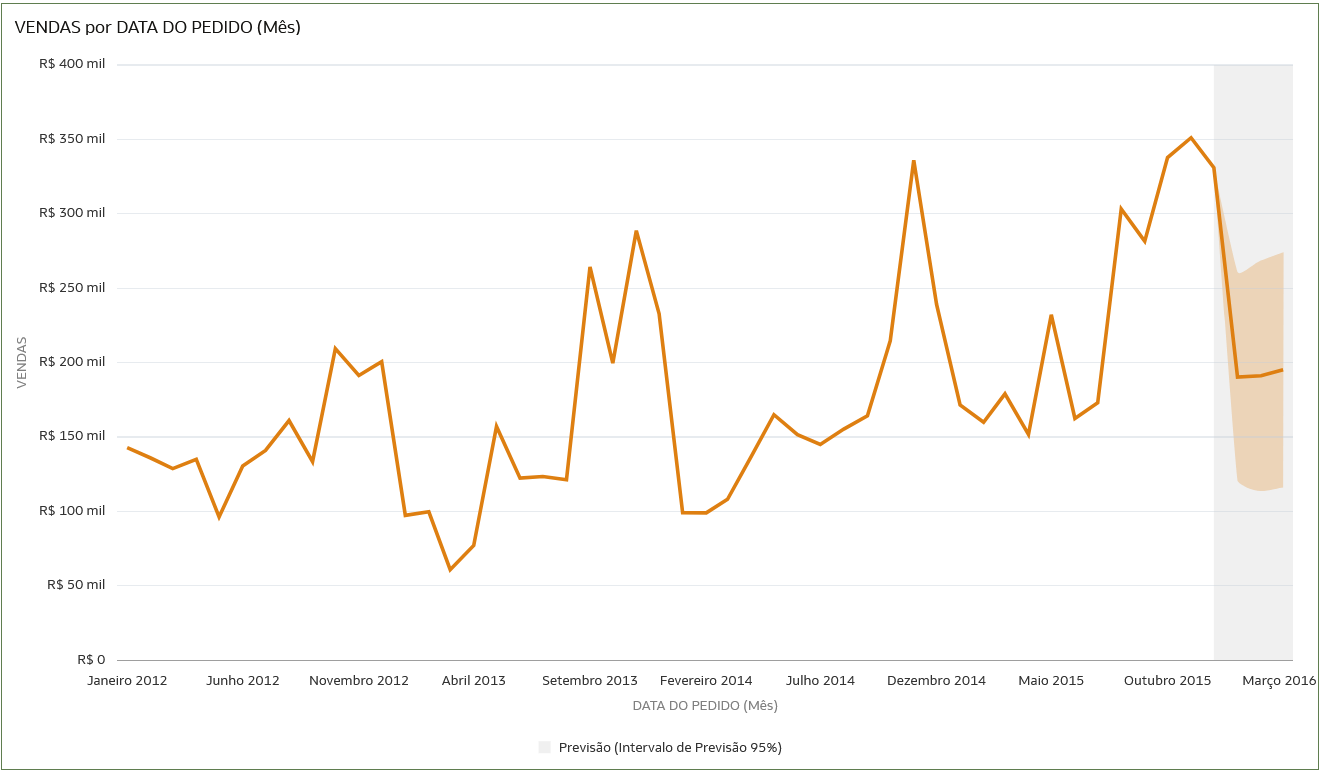 VENDAS por DATA DO PEDIDO (Mês)
R$ 400 mil
R$ 350 mil
R$ 300 mil
R$ 250 mil
R$ 200 mil
R$ 150 mil
R$ 100 mil
R$ 50 mil
R$ 0
VENDAS
Janeiro 2012 Junho 2012 Novembro 2012 Abril 2013 Setembro 2013 Fevereiro 2014 Julho 2014 Dezembro 2014 Maio 2015 Outubro 2015 Março 2016
DATA DO PEDIDO (Mês)
Previsão (Intervalo de Previsão 95%)